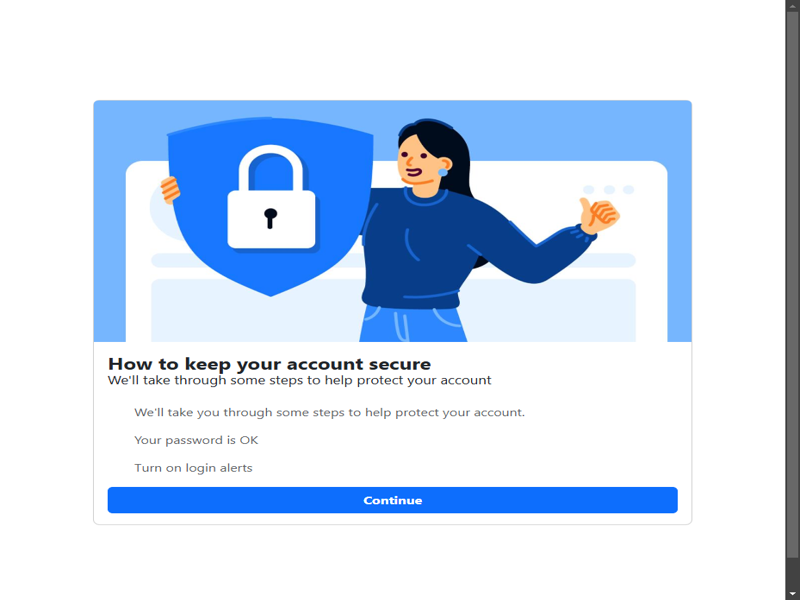 How to keep your account secure
We'll take through some steps to help protect your account
We'll take you through some steps to help protect your account.
Your password is OK
Turn on login alerts
Continue